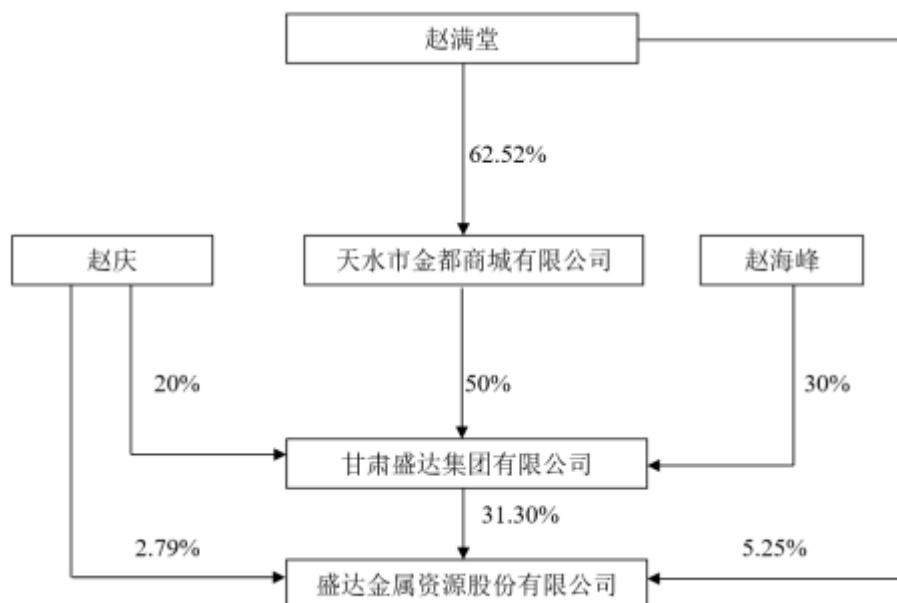 赵满堂
62.52%
赵庆
天水市金都商城有限公司
赵海峰
20%
50%
30%
甘肃盛达集团有限公司
31.30%
2.79%
5.25%
盛达金属资源股份有限公司